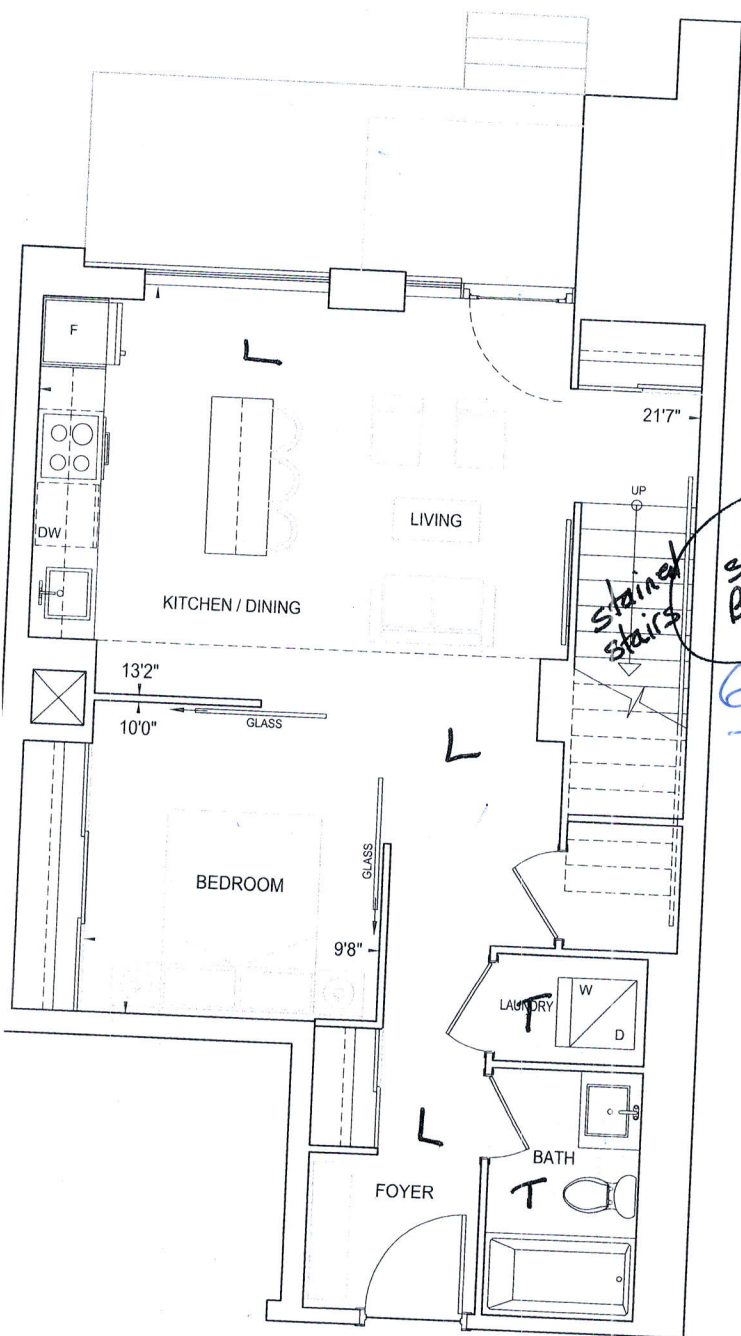 F
L
21'7"
UP
LIVING
DW
stained
stairs
KITCHEN / DINING
13'2"
10'0"
GLASS
L
BEDROOM
GLASS
9'8"
LAUNDRY
T
W
D
L
BATH
T
FOYER